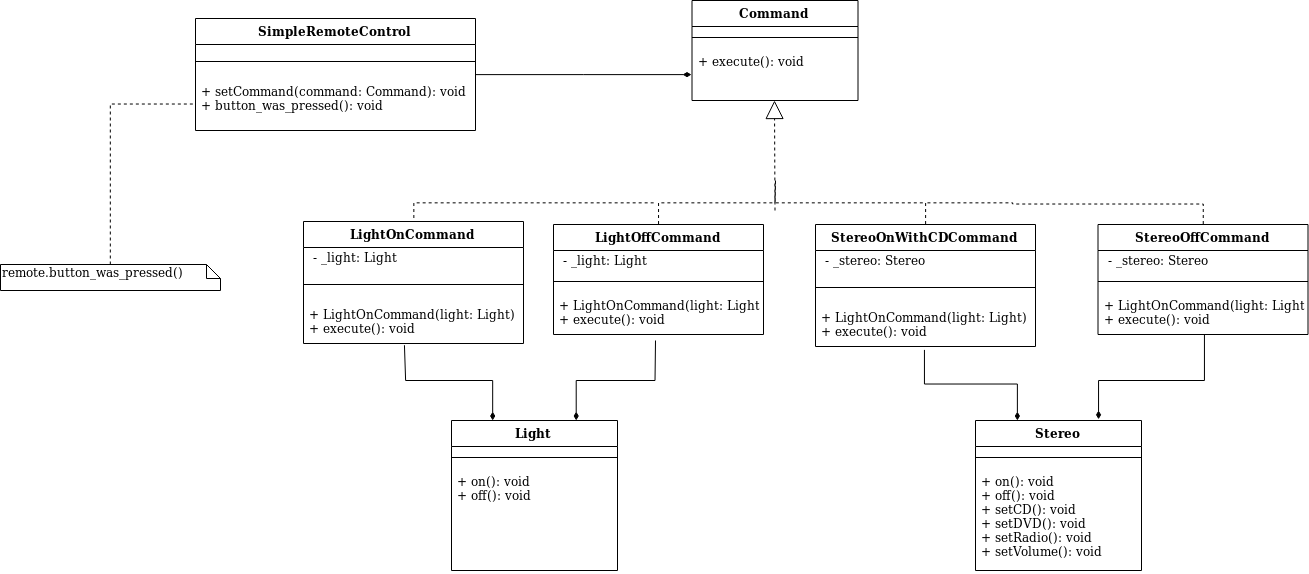 SimpleRemoteControl
+ setCommand(command: Command): void
+ button_was_pressed(): void
Command
+ execute(): void
remote.button_was_pressed()
LightOnCommand
- _light: Light
+ LightOnCommand(light: Light)
+ execute(): void
LightOffCommand
- _light: Light
+ LightOnCommand(light: Light
+ execute(): void
StereoOnWithCDCommand
- _stereo: Stereo
+ LightOnCommand(light: Light)
+ execute(): void
StereoOffCommand
- _stereo: Stereo
+ LightOnCommand(light: Light
+ execute(): void
Light
+ on(): void
+ off(): void
Stereo
+ on(): void
+ off(): void
+ setCD(): void
+ setDVD(): void
+ setRadio(): void
+ setVolume(): void